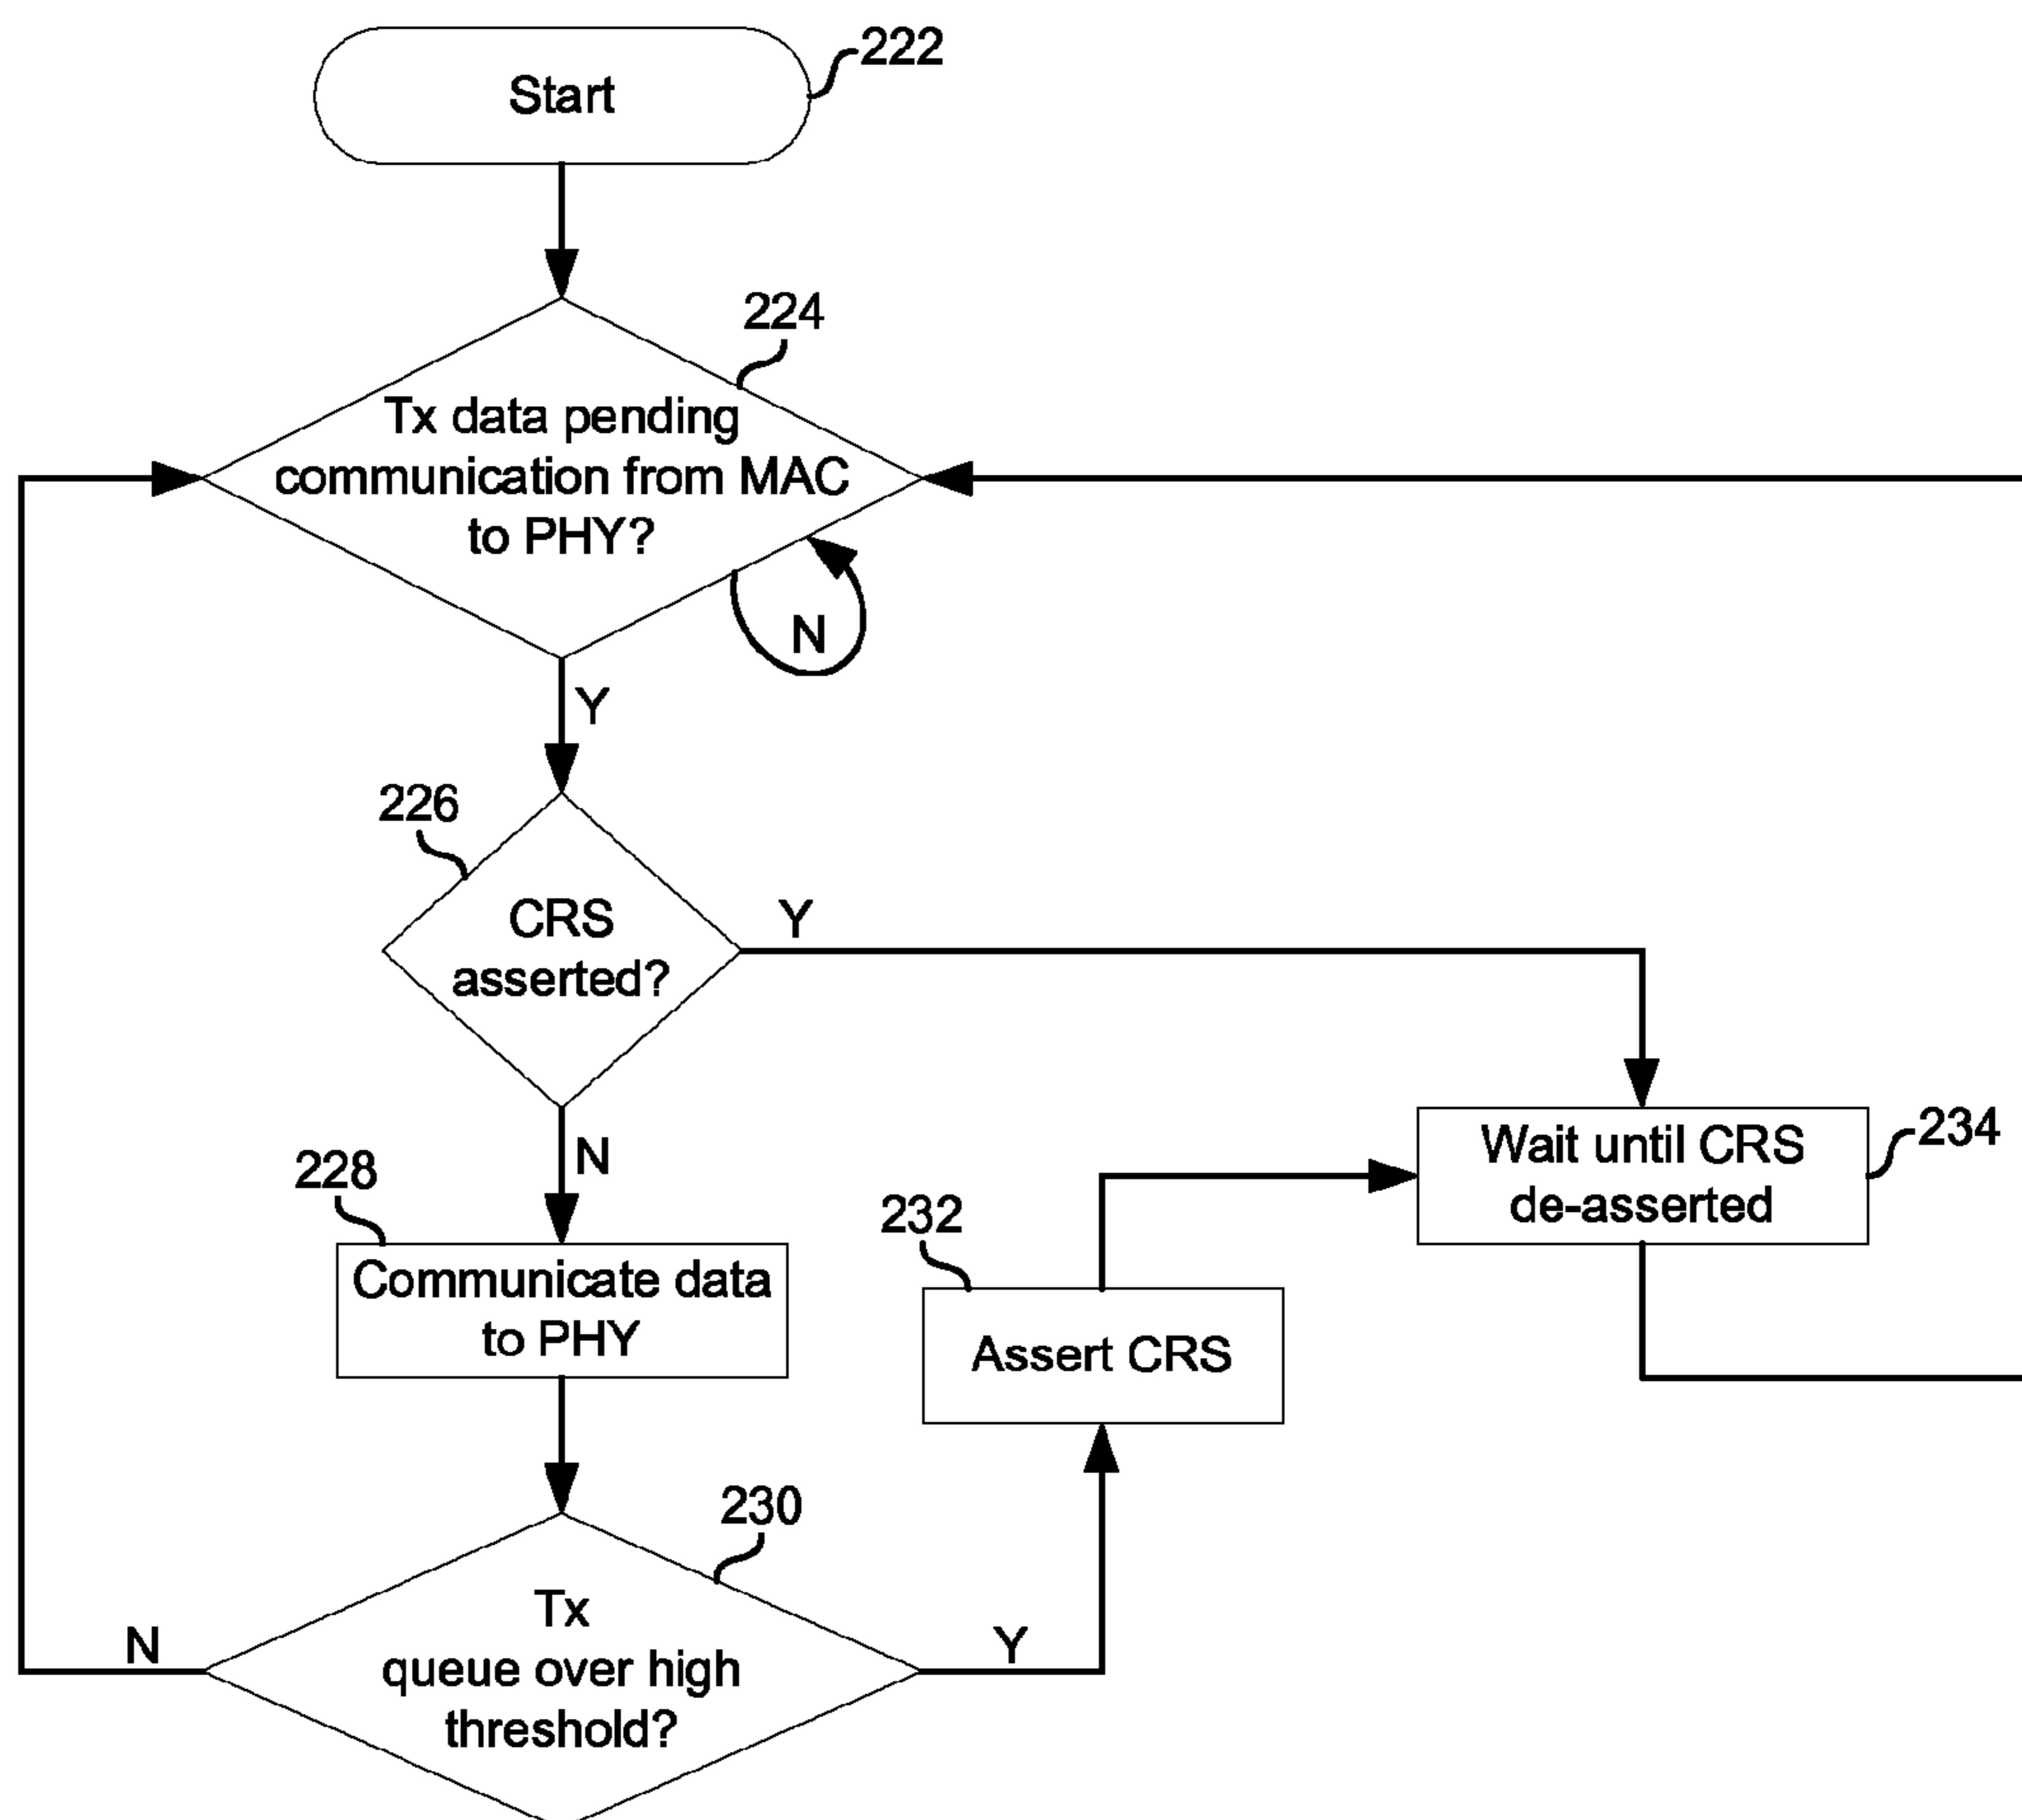 Start
222
224
Tx data pending
communication from MAC
to PHY?
N
Y
226
CRS
asserted?
Y
N
228
Communicate data
to PHY
232
Assert CRS
Wait until CRS
de-asserted
234
230
Tx
queue over high
threshold?
N
Y